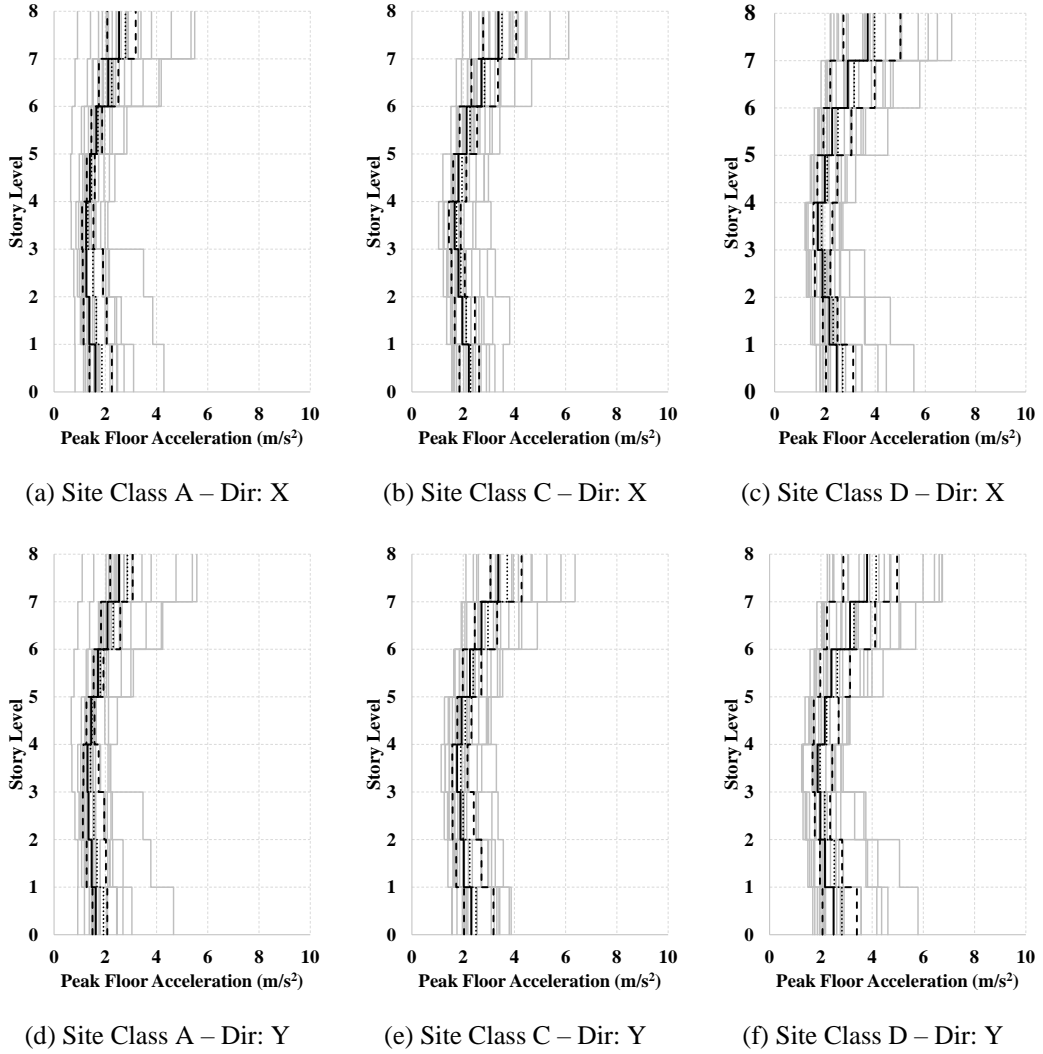 8
7
6
5
4
3
2
1
0
Story Level
0 2 4 6 8 10
Peak Floor Acceleration (m/s²)
(a) Site Class A – Dir: X
8
7
6
5
4
3
2
1
0
Story Level
0 2 4 6 8 10
Peak Floor Acceleration (m/s²)
(b) Site Class C – Dir: X
8
7
6
5
4
3
2
1
0
Story Level
0 2 4 6 8 10
Peak Floor Acceleration (m/s²)
(c) Site Class D – Dir: X
8
7
6
5
4
3
2
1
0
Story Level
0 2 4 6 8 10
Peak Floor Acceleration (m/s²)
(d) Site Class A – Dir: Y
8
7
6
5
4
3
2
1
0
Story Level
0 2 4 6 8 10
Peak Floor Acceleration (m/s²)
(e) Site Class C – Dir: Y
8
7
6
5
4
3
2
1
0
Story Level
0 2 4 6 8 10
Peak Floor Acceleration (m/s²)
(f) Site Class D – Dir: Y